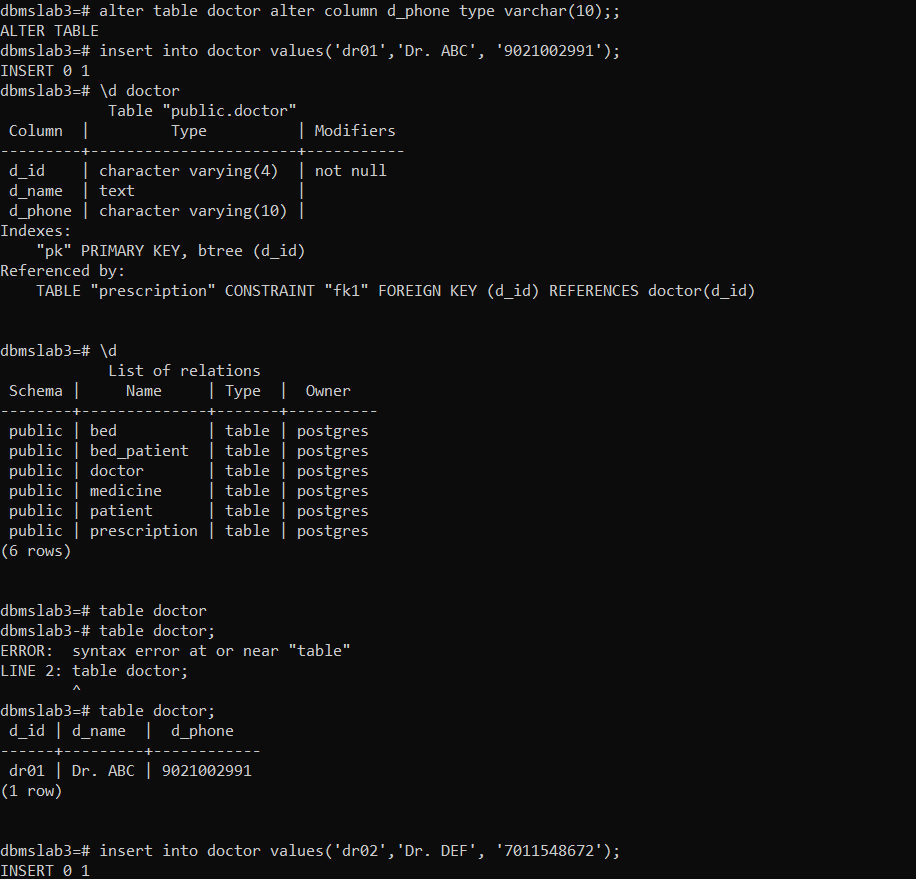 dbmslab3=# alter table doctor alter column d_phone type varchar(10);;
ALTER TABLE
dbmslab3=# insert into doctor values('dr01','Dr. ABC', '9021002991');
INSERT 0 1
dbmslab3=# \d doctor
            Table "public.doctor"
 Column  |         Type          | Modifiers
---------+-----------------------+-----------
 d_id    | character varying(4)  | not null
 d_name  | text                  |
 d_phone | character varying(10) |
Indexes:
    "pk" PRIMARY KEY, btree (d_id)
Referenced by:
    TABLE "prescription" CONSTRAINT "fk1" FOREIGN KEY (d_id) REFERENCES doctor(d_id)
dbmslab3=# \d
            List of relations
 Schema |     Name     | Type  |  Owner
--------+--------------+-------+----------
 public | bed          | table | postgres
 public | bed_patient  | table | postgres
 public | doctor       | table | postgres
 public | medicine     | table | postgres
 public | patient      | table | postgres
 public | prescription | table | postgres
(6 rows)
dbmslab3=# table doctor
dbmslab3-# table doctor;
ERROR:  syntax error at or near "table"
LINE 2: table doctor;
        ^
dbmslab3=# table doctor;
 d_id | d_name  |  d_phone
------+---------+------------
 dr01 | Dr. ABC | 9021002991
(1 row)
dbmslab3=# insert into doctor values('dr02','Dr. DEF', '7011548672');
INSERT 0 1